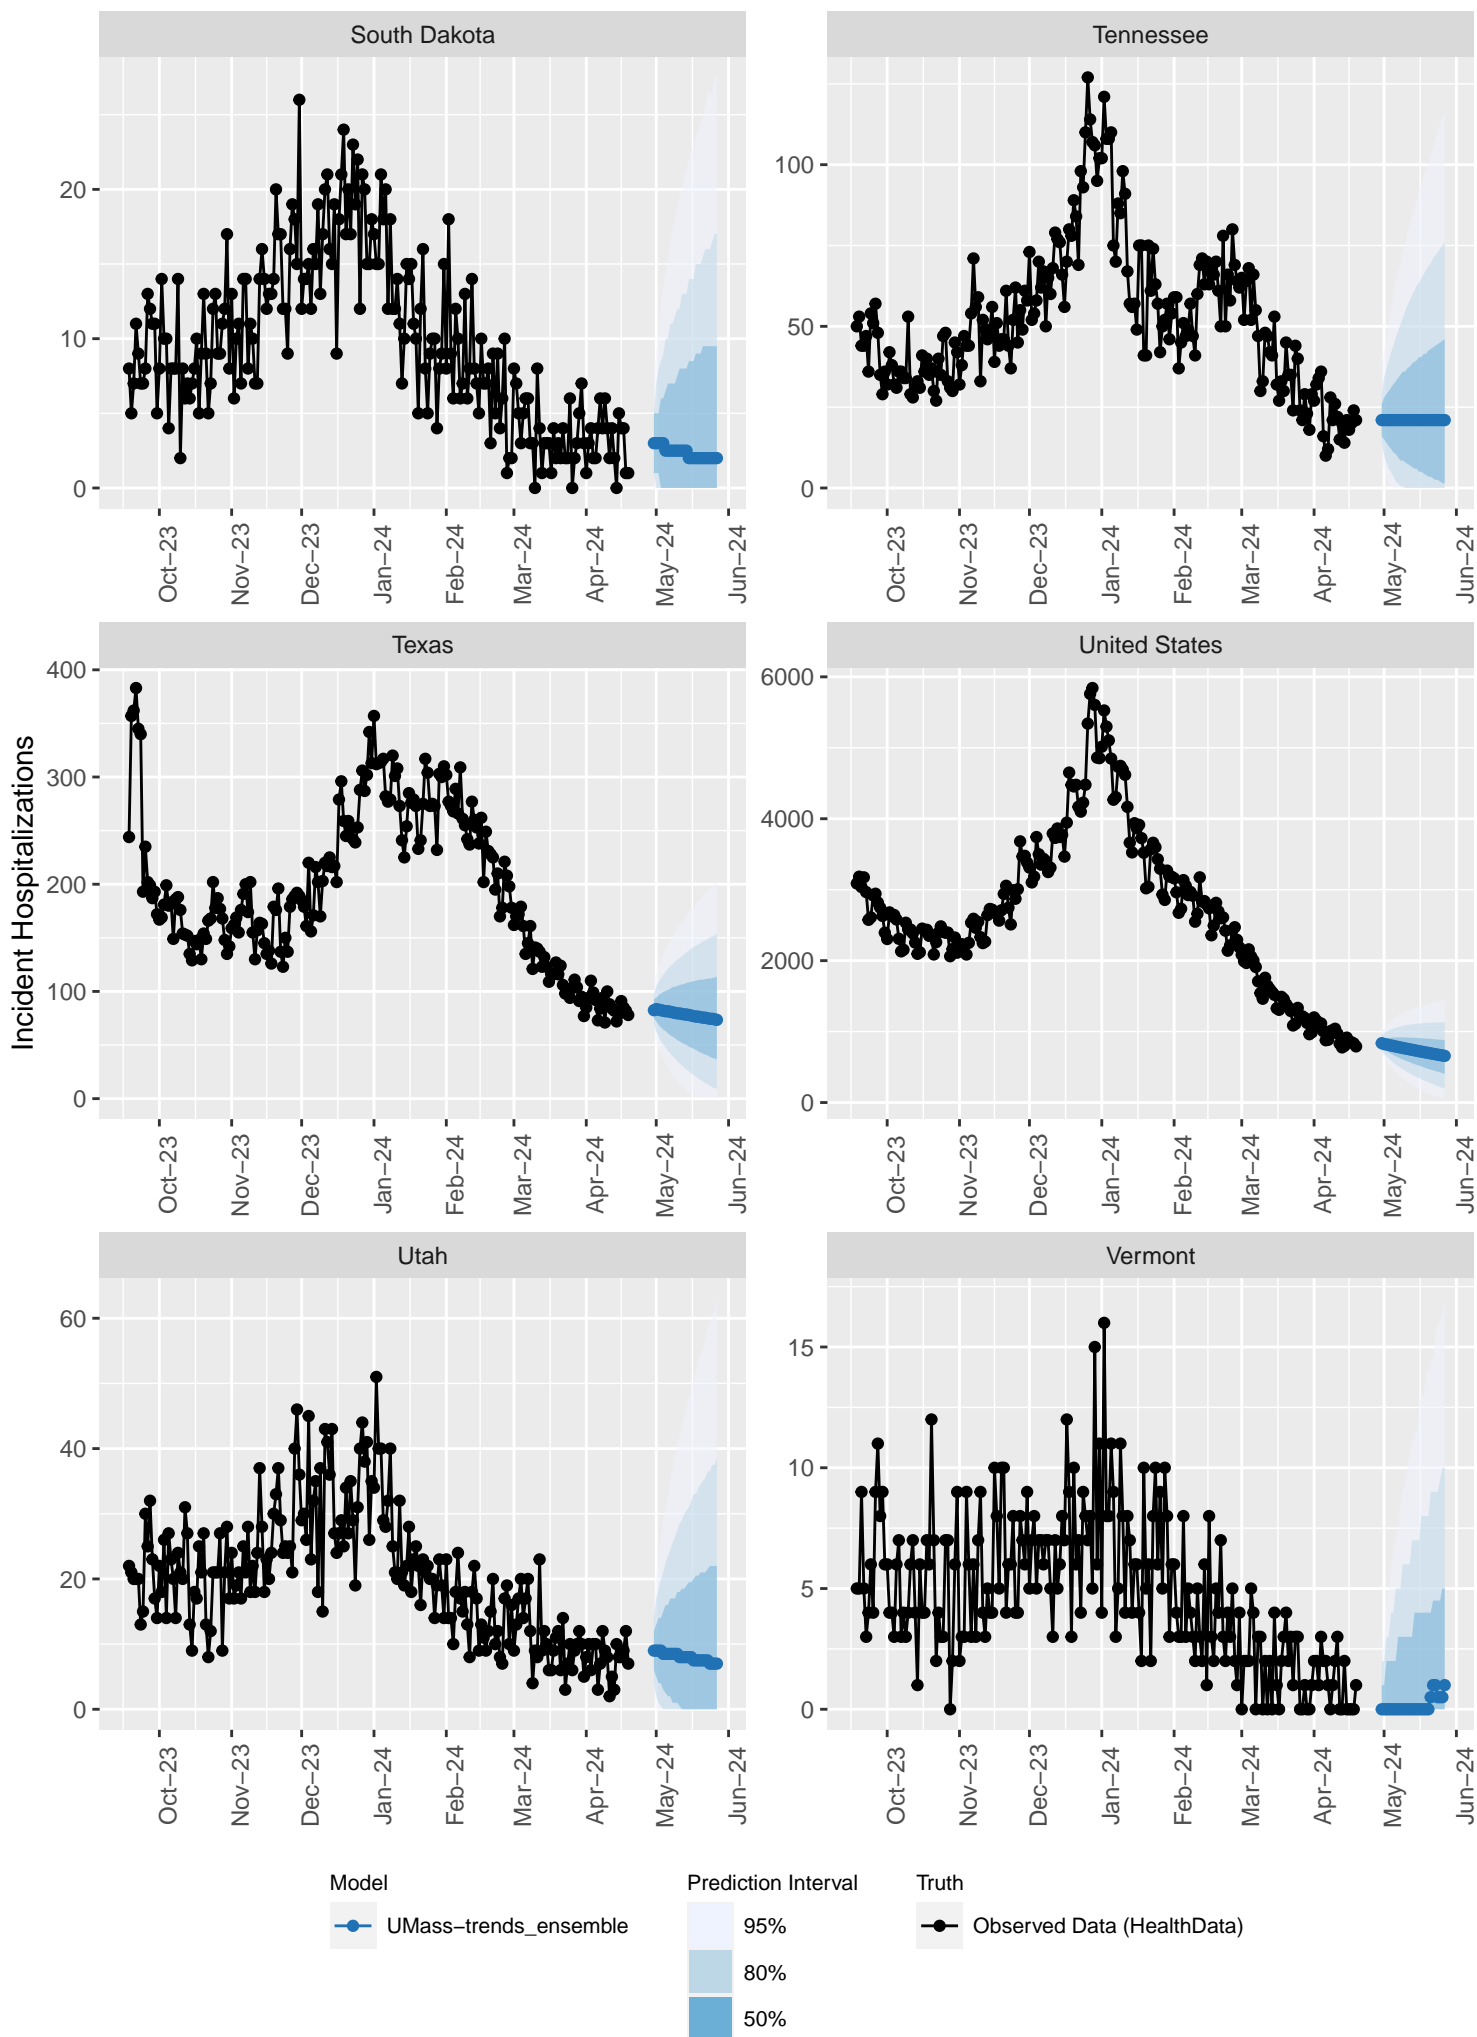 South Dakota
Tennessee
20
10
0
100
50
0
Oct−23
Nov−23
Dec−23
Jan−24
Feb−24
Mar−24
Apr−24
May−24
Jun−24
Oct−23
Nov−23
Dec−23
Jan−24
Feb−24
Mar−24
Apr−24
May−24
Jun−24
Texas
United States
Incident Hospitalizations
400
300
200
100
0
6000
4000
2000
0
Oct−23
Nov−23
Dec−23
Jan−24
Feb−24
Mar−24
Apr−24
May−24
Jun−24
Oct−23
Nov−23
Dec−23
Jan−24
Feb−24
Mar−24
Apr−24
May−24
Jun−24
Utah
Vermont
60
40
20
0
15
10
5
0
Oct−23
Nov−23
Dec−23
Jan−24
Feb−24
Mar−24
Apr−24
May−24
Jun−24
Oct−23
Nov−23
Dec−23
Jan−24
Feb−24
Mar−24
Apr−24
May−24
Jun−24
Model
UMass−trends_ensemble
Prediction Interval
95%
80%
50%
Truth
Observed Data (HealthData)